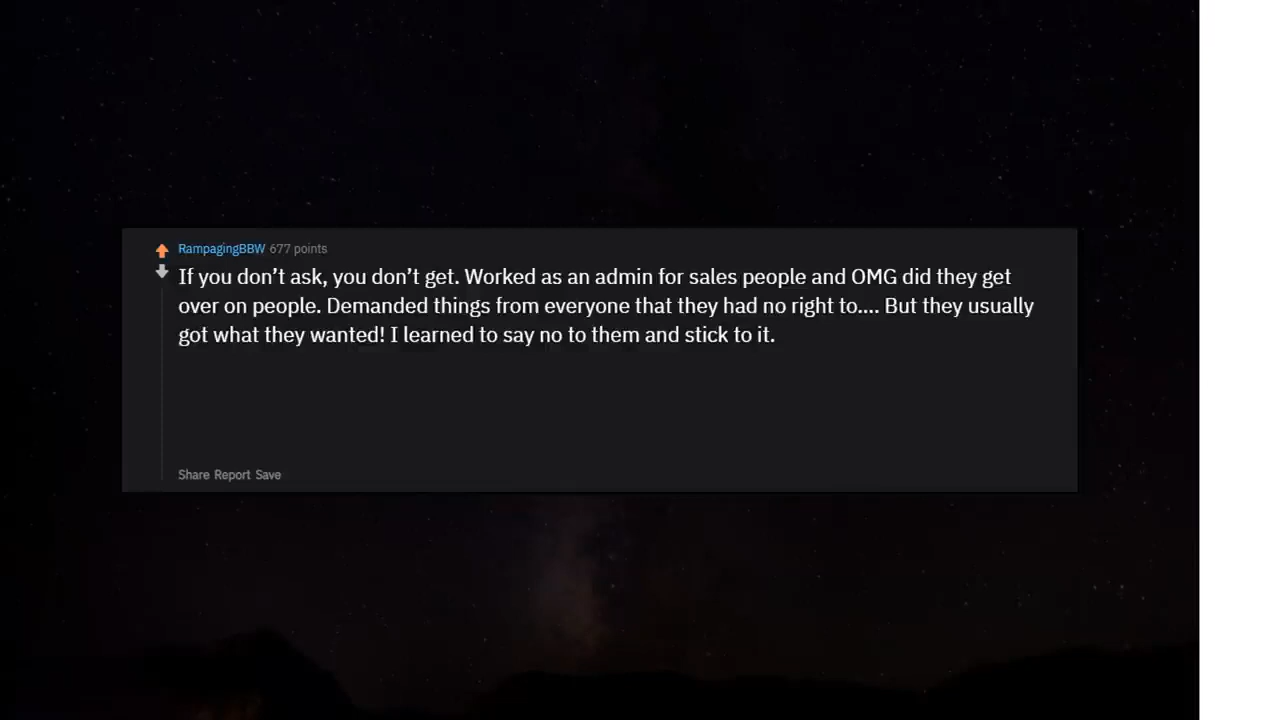 RampagingBBW 677 points
If you don’t ask, you don’t get. Worked as an admin for sales people and OMG did they get
over on people. Demanded things from everyone that they had no right to.... But they usually
got what they wanted! I learned to say no to them and stick to it.
Share Report Save